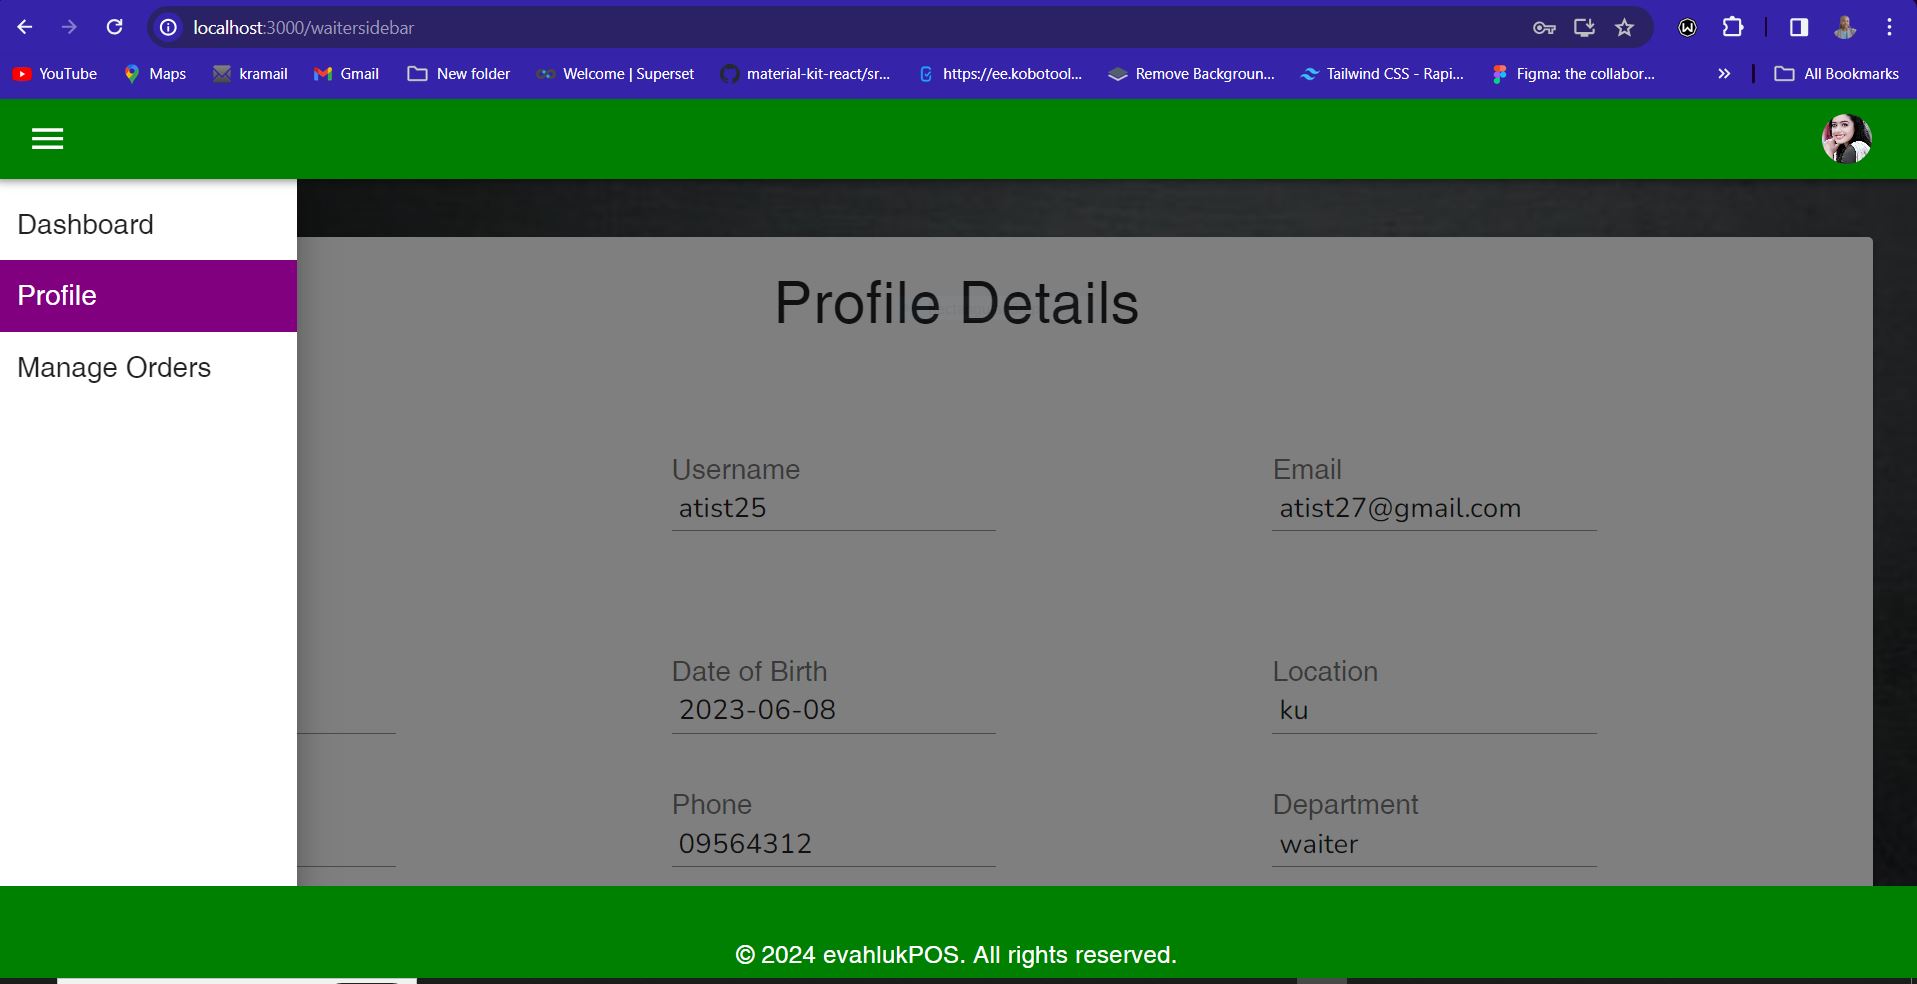 localhost:3000/waitersidebar
YouTube Maps kramail Gmail New folder Welcome | Superset material-kit-react/sr... https://ee.kobotool... Remove Backgroun... Tailwind CSS - Rapi... Figma: the collabor... » All Bookmarks
Dashboard
Profile
Manage Orders
Profile Details
Username Email
atist25 atist27@gmail.com
Date of Birth Location
2023-06-08 ku
Phone Department
09564312 waiter
© 2024 evahlukPOS. All rights reserved.